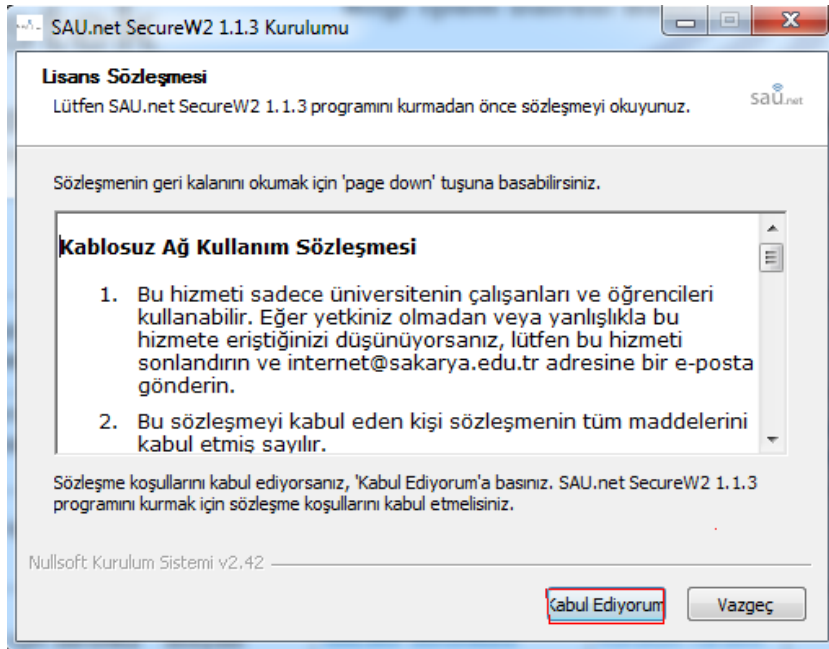 SAU.net SecureW2 1.1.3 Kurulumu
Lisans Sözleşmesi
Lütfen SAU.net SecureW2 1.1.3 programını kurmadan önce sözleşmeyi okuyunuz.
saü.net
Sözleşmenin geri kalanını okumak için 'page down' tuşuna basabilirsiniz.
Kablosuz Ağ Kullanım Sözleşmesi
1. Bu hizmeti sadece üniversitenin çalışanları ve öğrencileri
kullanabilir. Eğer yetkiniz olmadan veya yanlışlıkla bu
hizmete eriştiğinizi düşünüyorsanız, lütfen bu hizmeti
sonlandırın ve internet@sakarya.edu.tr adresine bir e-posta
gönderin.
2. Bu sözleşmeyi kabul eden kişi sözleşmenin tüm maddelerini
kabul etmiş sayılır.
Sözleşme koşullarını kabul ediyorsanız, 'Kabul Ediyorum'a basınız. SAU.net SecureW2 1.1.3
programını kurmak için sözleşme koşullarını kabul etmelisiniz.
Nullsoft Kurulum Sistemi v2.42
Kabul Ediyorum
Vazgeç